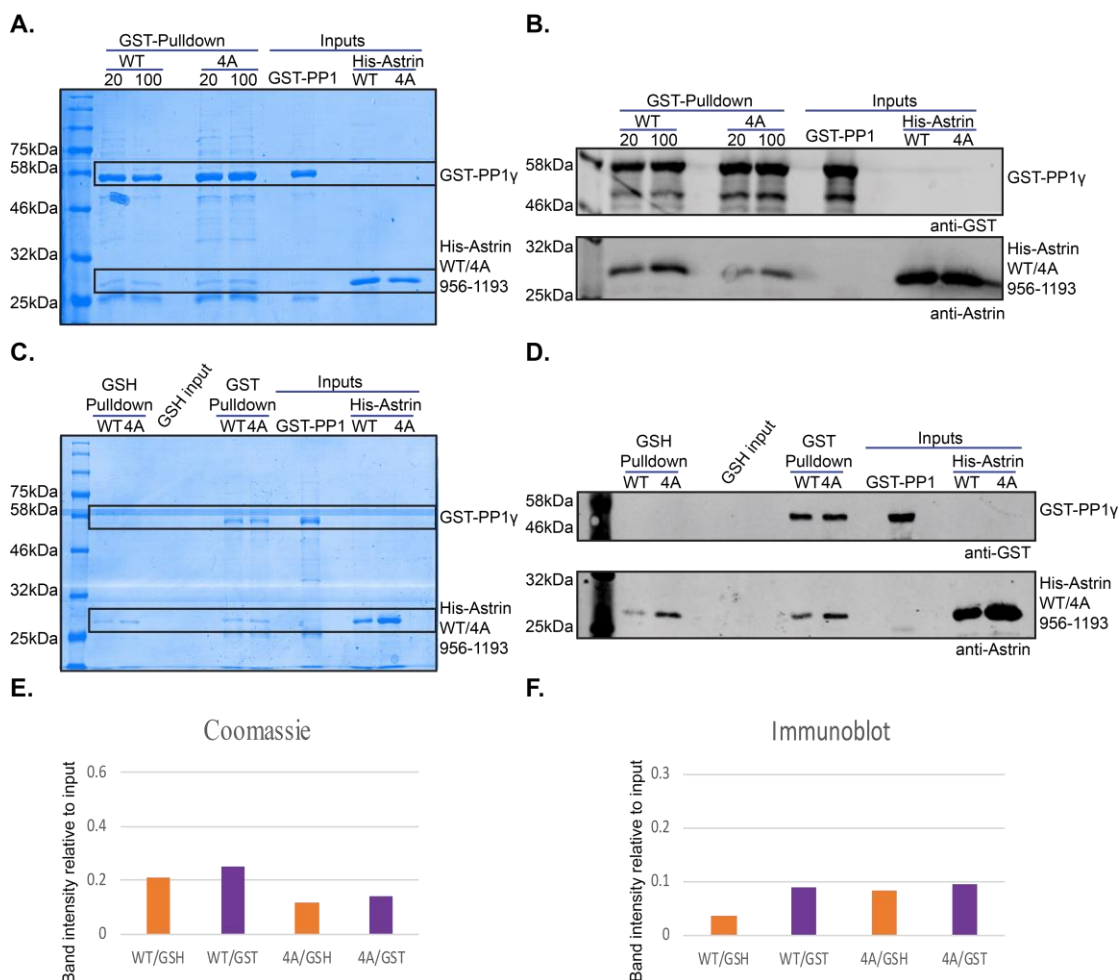 A.
GST-Pulldown Inputs
WT 4A His-Astrin
20 100 20 100 GST-PP1 WT 4A
75kDa
58kDa
46kDa
32kDa
25kDa
GST-PP1γ
His-Astrin
WT/4A
956-1193
B.
GST-Pulldown Inputs
WT 4A His-Astrin
20 100 20 100 GST-PP1 WT 4A
58kDa
46kDa
GST-PP1γ
anti-GST
32kDa
25kDa
His-Astrin
WT/4A
956-1193
anti-Astrin
C.
GSH Pulldown
WT 4A
GSH input
GST Pulldown
WT 4A
Inputs
GST-PP1
His-Astrin
WT 4A
75kDa
58kDa
46kDa
32kDa
25kDa
GST-PP1γ
His-Astrin
WT/4A
956-1193
D.
GSH Pulldown
WT 4A
GSH input
GST Pulldown
WT 4A
Inputs
GST-PP1
His-Astrin
WT 4A
58kDa
46kDa
GST-PP1γ
anti-GST
32kDa
25kDa
His-Astrin
WT/4A
956-1193
anti-Astrin
E.
Coomassie
Band intensity relative to input
0.6
0.4
0.2
0
WT/GSH WT/GST 4A/GSH 4A/GST
F.
Immunoblot
Band intensity relative to input
0.3
0.2
0.1
0
WT/GSH WT/GST 4A/GSH 4A/GST